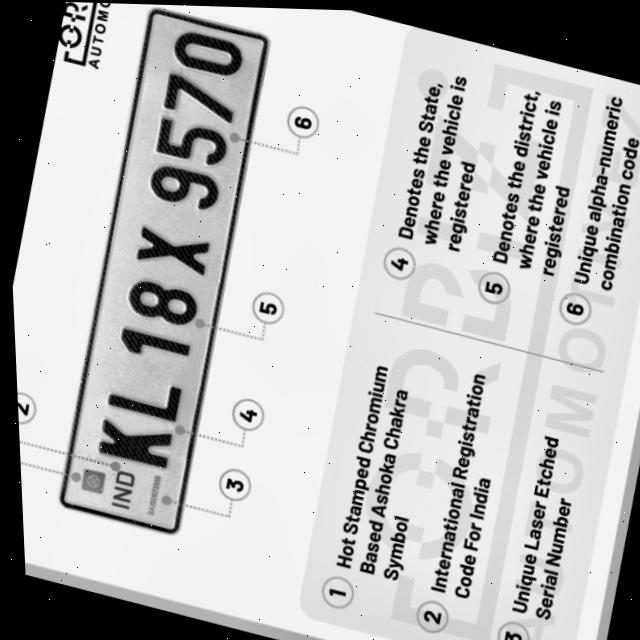 AUTOMO
KL 18 X 9570
IND
2
3
4
5
6
1 Hot Stamped Chromium
Based Ashoka Chakra
Symbol
2 International Registration
Code For India
3 Unique Laser Etched
Serial Number
4 Denotes the State,
where the vehicle is
registered
5 Denotes the district,
where the vehicle is
registered
6 Unique alpha-numeric
combination code